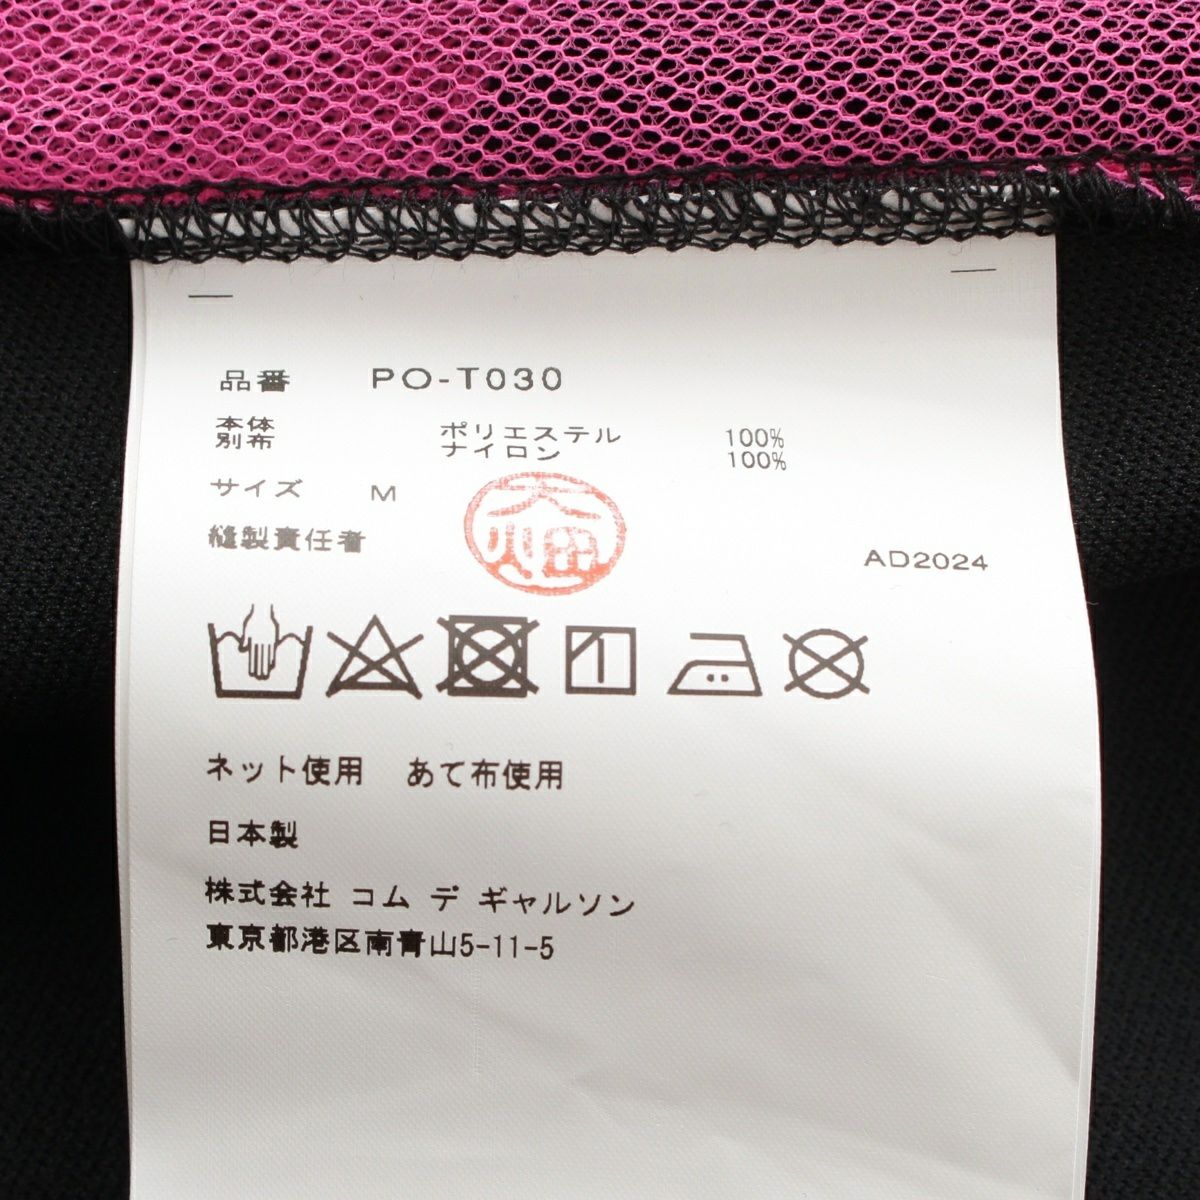 品番 PO-T030
本体 ポリエステル 100%
別布 ナイロン 100%
サイズ M
縫製責任者
AD2024
ネット使用 あて布使用
日本製
株式会社 コム デ ギャルソン
東京都港区南青山5-11-5